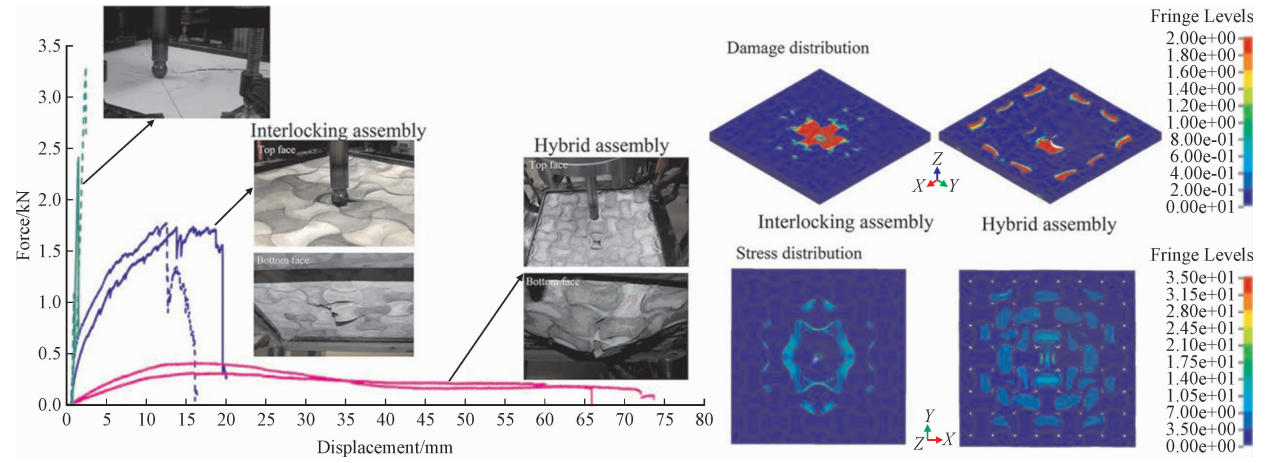 3.5
3.0
2.5
2.0
1.5
1.0
0.5
0.0
Force/kN
0
5
10
15
20
25
30
35
40
45
50
55
60
65
70
75
80
Displacement/mm
Interlocking assembly
Top face
Bottom face
Hybrid assembly
Top face
Bottom face
Damage distribution
Z
X
Y
Interlocking assembly
Hybrid assembly
Stress distribution
Y
Z
X
Fringe Levels
2.00e+00
1.80e+00
1.60e+00
1.40e+00
1.20e+00
1.00e+00
8.00e-01
6.00e-01
4.00e-01
2.00e-01
0.00e+01
Fringe Levels
3.50e+01
3.15e+01
2.80e+01
2.45e+01
2.10e+01
1.75e+01
1.40e+01
1.05e+01
7.00e+00
3.50e+00
0.00e+00